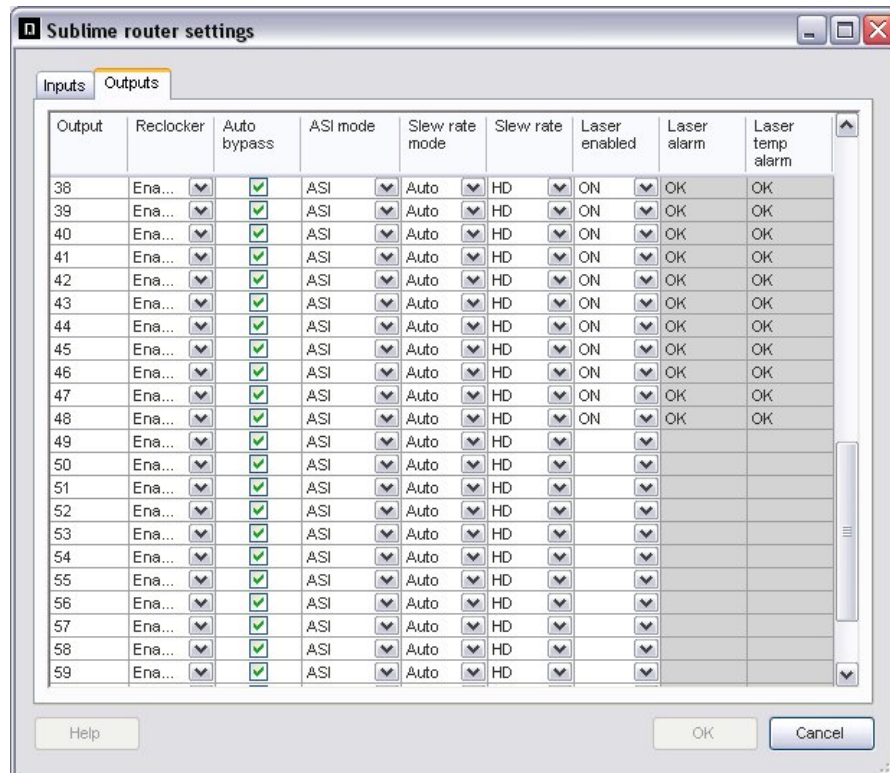 Sublime router settings
Inputs Outputs
Output Reclocker Auto bypass ASI mode Slew rate mode Slew rate Laser enabled Laser alarm Laser temp alarm
38 Ena... ASI Auto HD ON OK OK
39 Ena... ASI Auto HD ON OK OK
40 Ena... ASI Auto HD ON OK OK
41 Ena... ASI Auto HD ON OK OK
42 Ena... ASI Auto HD ON OK OK
43 Ena... ASI Auto HD ON OK OK
44 Ena... ASI Auto HD ON OK OK
45 Ena... ASI Auto HD ON OK OK
46 Ena... ASI Auto HD ON OK OK
47 Ena... ASI Auto HD ON OK OK
48 Ena... ASI Auto HD ON OK OK
49 Ena... ASI Auto HD
50 Ena... ASI Auto HD
51 Ena... ASI Auto HD
52 Ena... ASI Auto HD
53 Ena... ASI Auto HD
54 Ena... ASI Auto HD
55 Ena... ASI Auto HD
56 Ena... ASI Auto HD
57 Ena... ASI Auto HD
58 Ena... ASI Auto HD
59 Ena... ASI Auto HD
Help OK Cancel